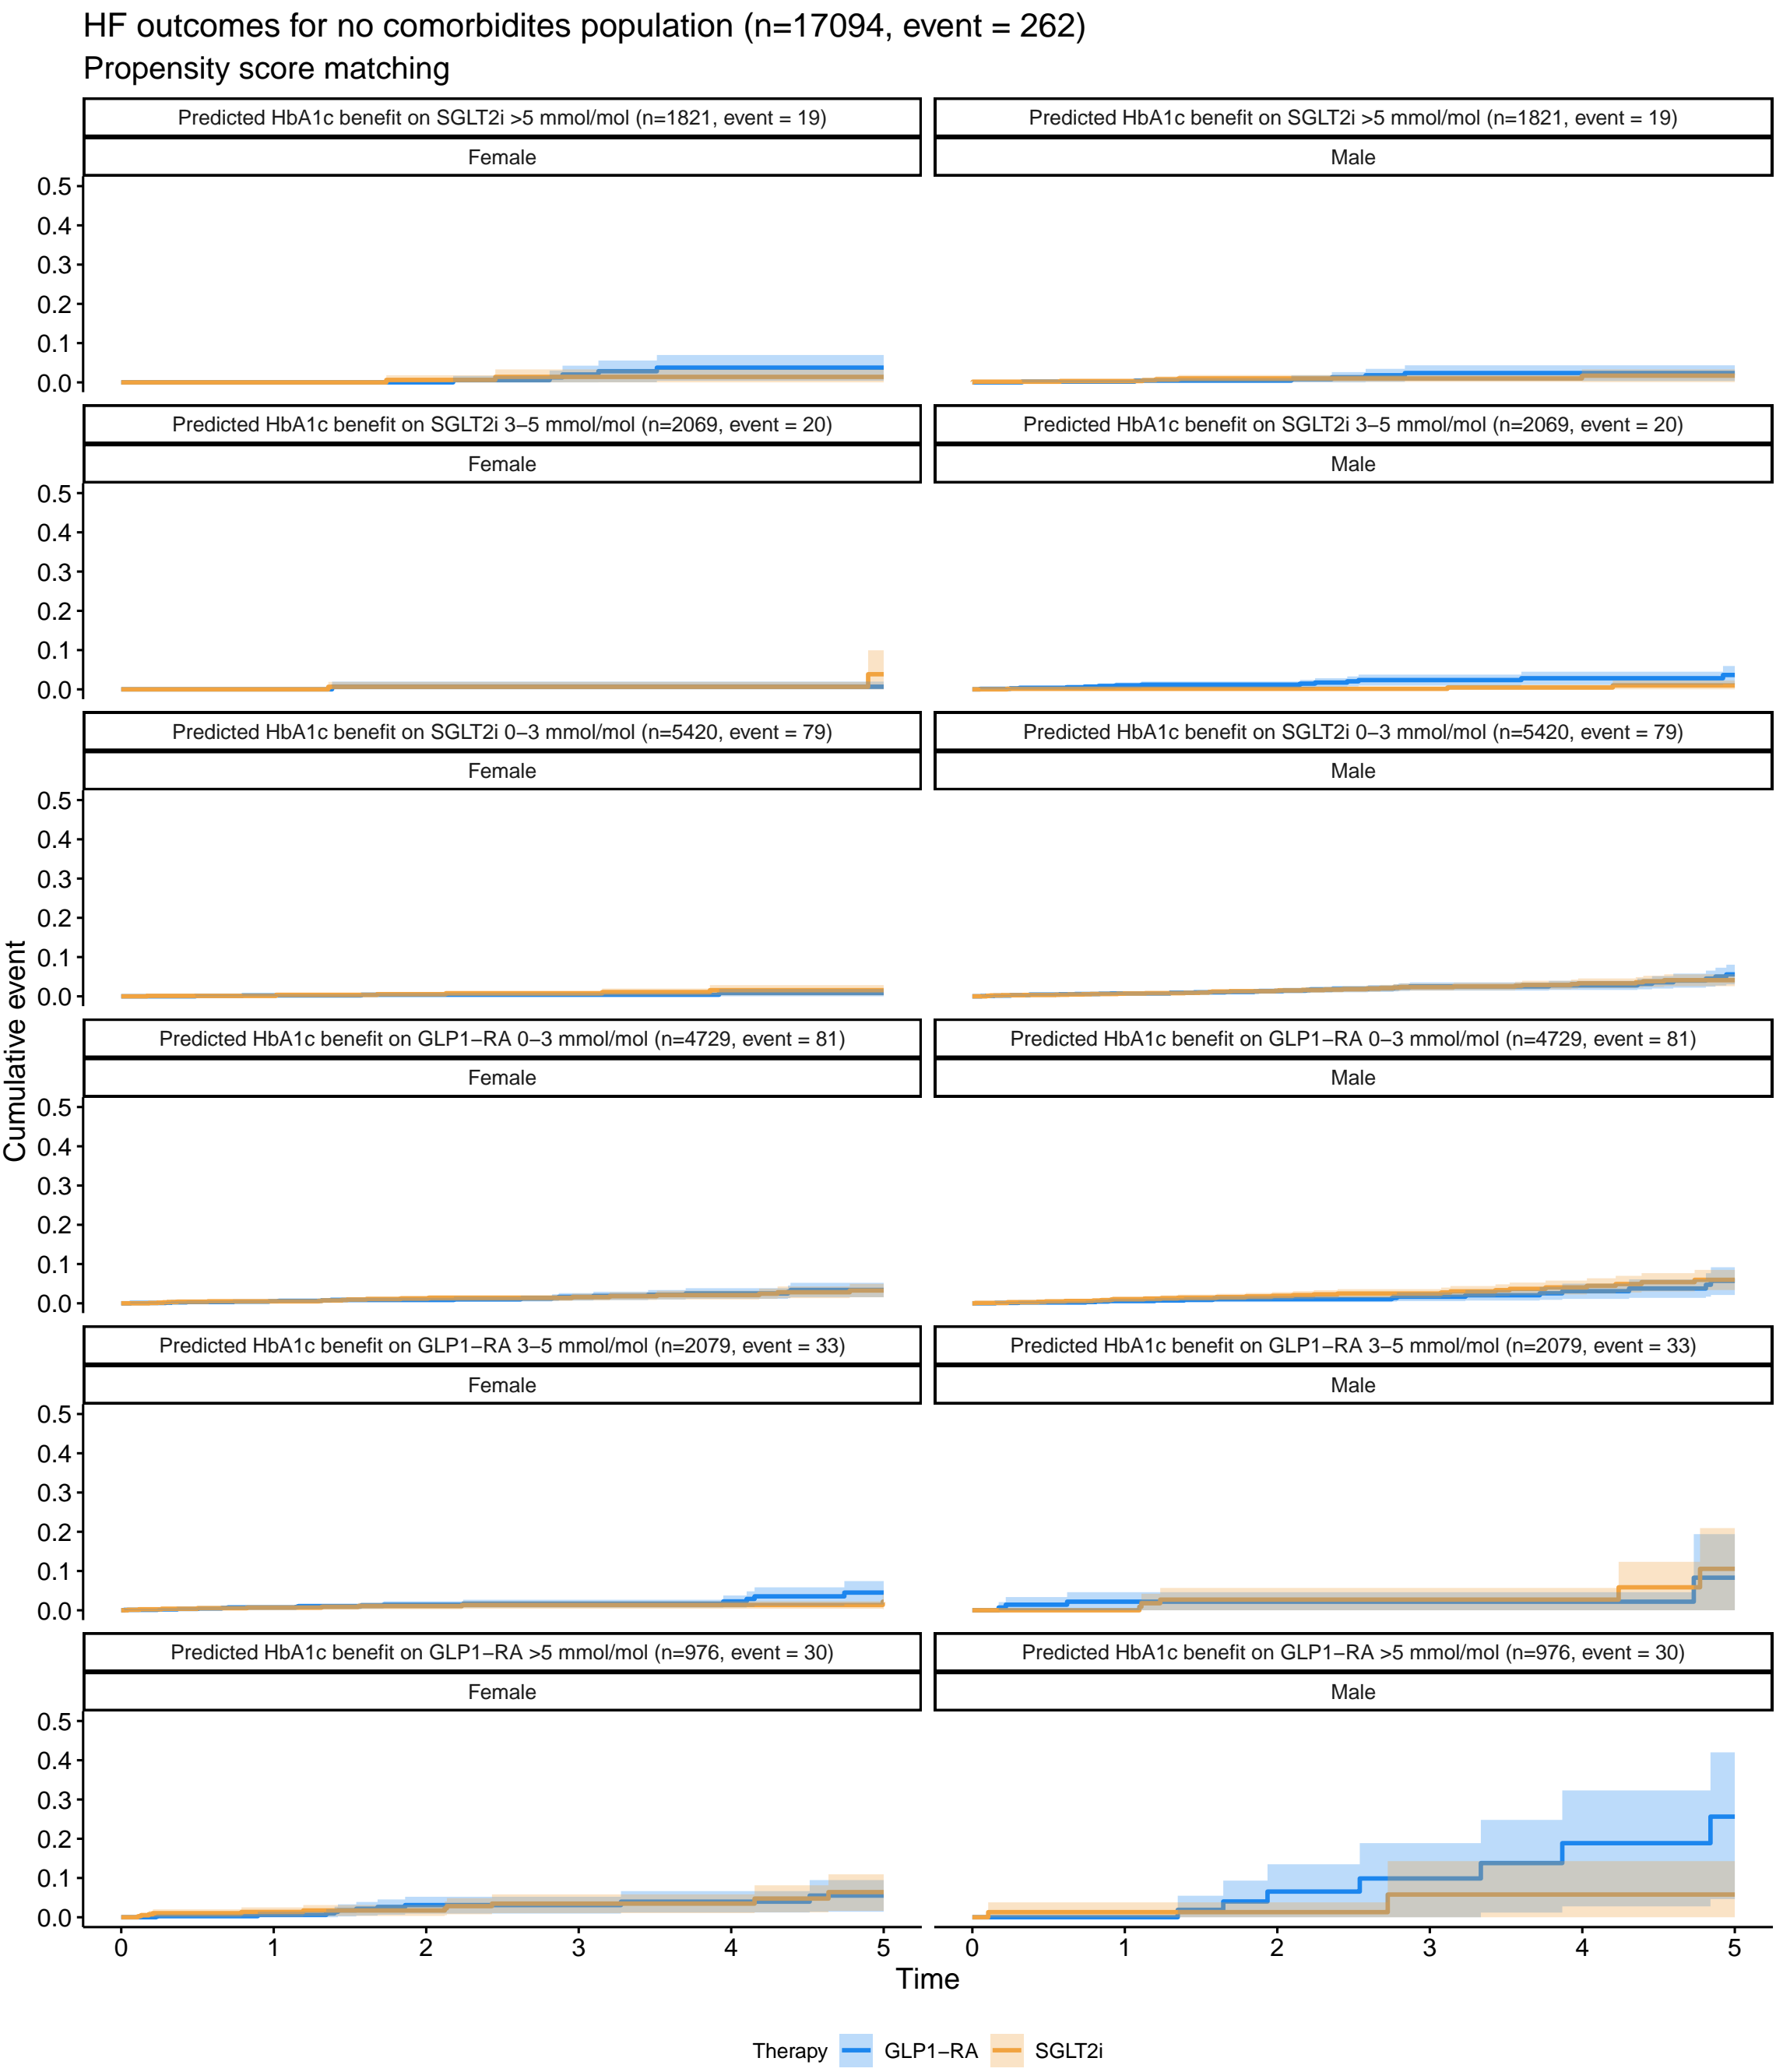 HF outcomes for no comorbidites population (n=17094, event = 262)
Propensity score matching
Predicted HbA1c benefit on SGLT2i >5 mmol/mol (n=1821, event = 19)
Predicted HbA1c benefit on SGLT2i >5 mmol/mol (n=1821, event = 19)
Female
Male
0.5
0.4
0.3
0.2
0.1
0.0
Predicted HbA1c benefit on SGLT2i 3−5 mmol/mol (n=2069, event = 20)
Predicted HbA1c benefit on SGLT2i 3−5 mmol/mol (n=2069, event = 20)
Female
Male
0.5
0.4
0.3
0.2
0.1
0.0
Predicted HbA1c benefit on SGLT2i 0−3 mmol/mol (n=5420, event = 79)
Predicted HbA1c benefit on SGLT2i 0−3 mmol/mol (n=5420, event = 79)
Female
Male
0.5
0.4
0.3
0.2
0.1
0.0
Cumulative event
Predicted HbA1c benefit on GLP1−RA 0−3 mmol/mol (n=4729, event = 81)
Predicted HbA1c benefit on GLP1−RA 0−3 mmol/mol (n=4729, event = 81)
Female
Male
0.5
0.4
0.3
0.2
0.1
0.0
Predicted HbA1c benefit on GLP1−RA 3−5 mmol/mol (n=2079, event = 33)
Predicted HbA1c benefit on GLP1−RA 3−5 mmol/mol (n=2079, event = 33)
Female
Male
0.5
0.4
0.3
0.2
0.1
0.0
Predicted HbA1c benefit on GLP1−RA >5 mmol/mol (n=976, event = 30)
Predicted HbA1c benefit on GLP1−RA >5 mmol/mol (n=976, event = 30)
Female
Male
0.5
0.4
0.3
0.2
0.1
0.0
0 1 2 3 4 5
0 1 2 3 4 5
Time
Therapy GLP1−RA SGLT2i